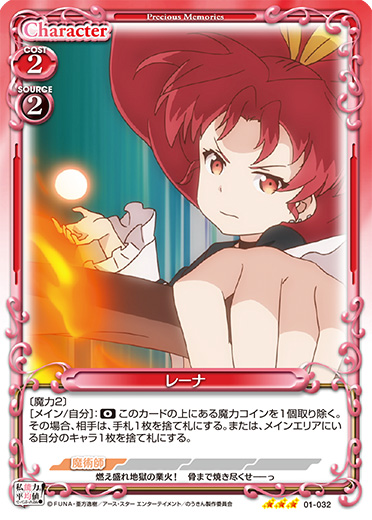 Precious Memories
Character
COST
2
SOURCE
2
レーナ
[魔力2]
[メイン/自分]：0 このカードの上にある魔力コインを1個取り除く。
その場合、相手は、手札1枚を捨て札にする。または、メインエリアにい
る自分のキャラ1枚を捨て札にする。
魔術師
燃え盛れ地獄の業火！ 骨まで焼き尽くせーっ
私能力
平均値
©FUNA・亜方逸樹／アース・スター エンターテイメント／のうきん製作委員会
01-032